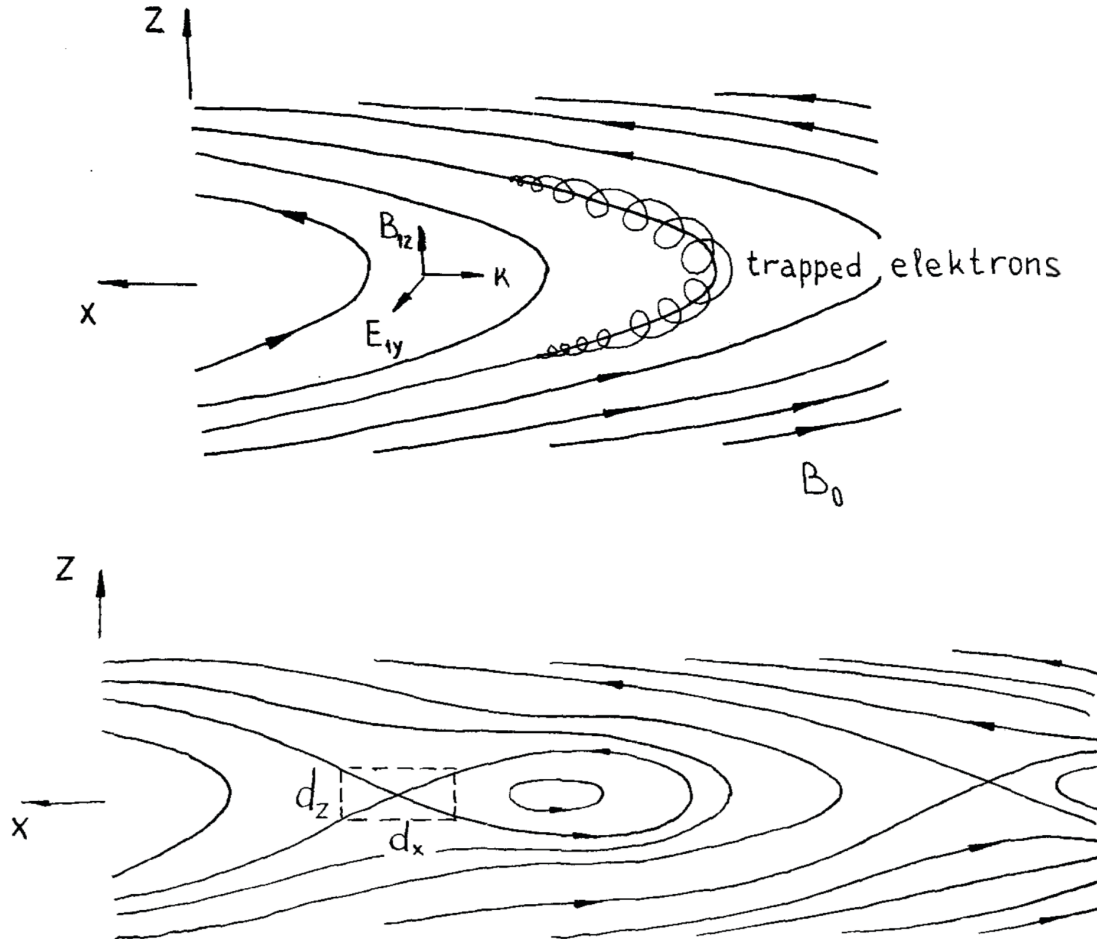 Z
B₁z
K
trapped elektrons
X
E₁y
B₀
Z
dz
X
dx